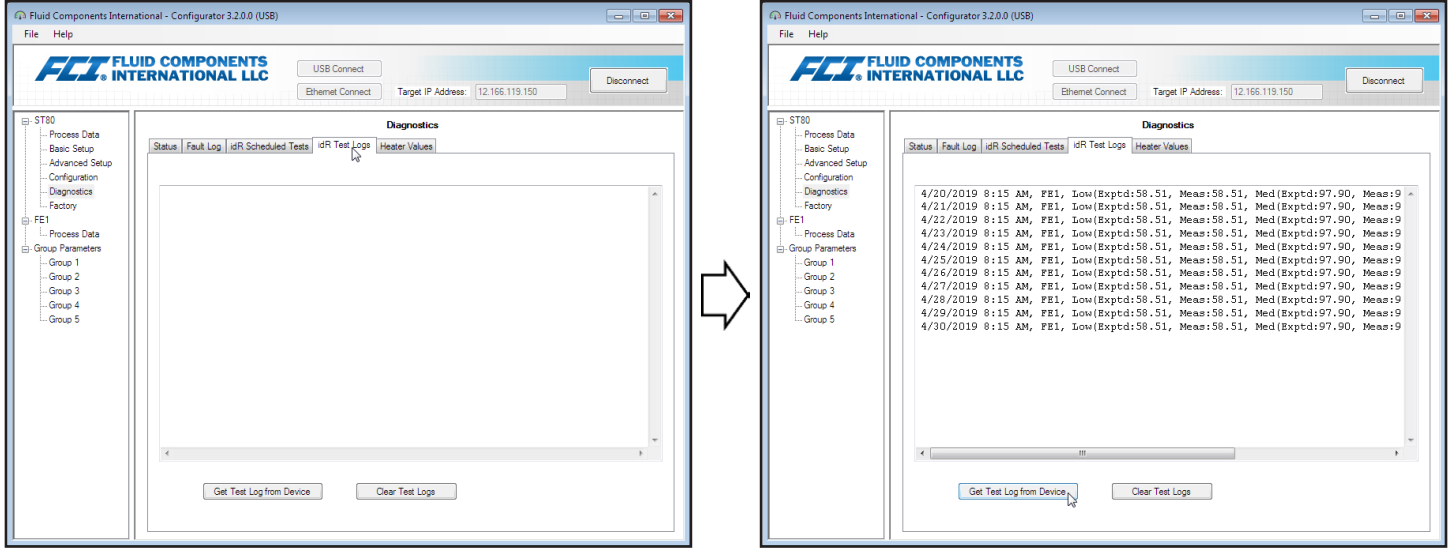 Fluid Components International - Configurator 3.2.0.0 (USB)
File Help
FCI. FLUID COMPONENTS
INTERNATIONAL LLC
USB Connect
Ethernet Connect
Target IP Address: 12.166.119.150
Disconnect
ST80
Process Data
Basic Setup
Advanced Setup
Configuration
Diagnostics
Factory
FE1
Process Data
Group Parameters
Group 1
Group 2
Group 3
Group 4
Group 5
Diagnostics
Status Fault Log idR Scheduled Tests idR Test Logs Heater Values
Get Test Log from Device Clear Test Logs
Fluid Components International - Configurator 3.2.0.0 (USB)
File Help
FCI. FLUID COMPONENTS
INTERNATIONAL LLC
USB Connect
Ethernet Connect
Target IP Address: 12.166.119.150
Disconnect
ST80
Process Data
Basic Setup
Advanced Setup
Configuration
Diagnostics
Factory
FE1
Process Data
Group Parameters
Group 1
Group 2
Group 3
Group 4
Group 5
Diagnostics
Status Fault Log idR Scheduled Tests idR Test Logs Heater Values
4/20/2019 8:15 AM, FE1, Low(Exptd:58.51, Meas:58.51, Med(Exptd:97.90, Meas:9
4/21/2019 8:15 AM, FE1, Low(Exptd:58.51, Meas:58.51, Med(Exptd:97.90, Meas:9
4/22/2019 8:15 AM, FE1, Low(Exptd:58.51, Meas:58.51, Med(Exptd:97.90, Meas:9
4/23/2019 8:15 AM, FE1, Low(Exptd:58.51, Meas:58.51, Med(Exptd:97.90, Meas:9
4/24/2019 8:15 AM, FE1, Low(Exptd:58.51, Meas:58.51, Med(Exptd:97.90, Meas:9
4/25/2019 8:15 AM, FE1, Low(Exptd:58.51, Meas:58.51, Med(Exptd:97.90, Meas:9
4/26/2019 8:15 AM, FE1, Low(Exptd:58.51, Meas:58.51, Med(Exptd:97.90, Meas:9
4/27/2019 8:15 AM, FE1, Low(Exptd:58.51, Meas:58.51, Med(Exptd:97.90, Meas:9
4/28/2019 8:15 AM, FE1, Low(Exptd:58.51, Meas:58.51, Med(Exptd:97.90, Meas:9
4/29/2019 8:15 AM, FE1, Low(Exptd:58.51, Meas:58.51, Med(Exptd:97.90, Meas:9
4/30/2019 8:15 AM, FE1, Low(Exptd:58.51, Meas:58.51, Med(Exptd:97.90, Meas:9
Get Test Log from Device Clear Test Logs